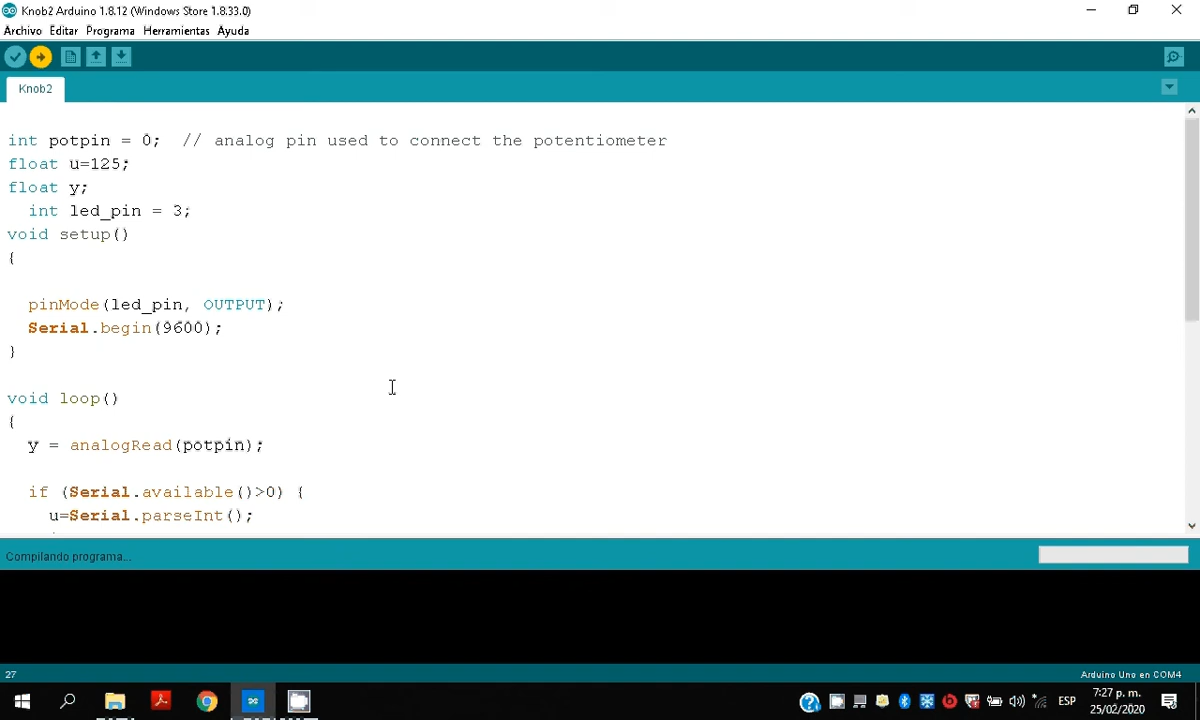 Knob2 Arduino 1.8.12 (Windows Store 1.8.33.0)
Archivo Editar Programa Herramientas Ayuda
Knob2
int potpin = 0;  // analog pin used to connect the potentiometer
float u=125;
float y;
  int led_pin = 3;
void setup()
{
  pinMode(led_pin, OUTPUT);
  Serial.begin(9600);
}
void loop()
{
  y = analogRead(potpin);
  if (Serial.available()>0) {
    u=Serial.parseInt();
Compilando programa...
27
Arduino Uno en COM4
ESP
7:27 p. m.
25/02/2020